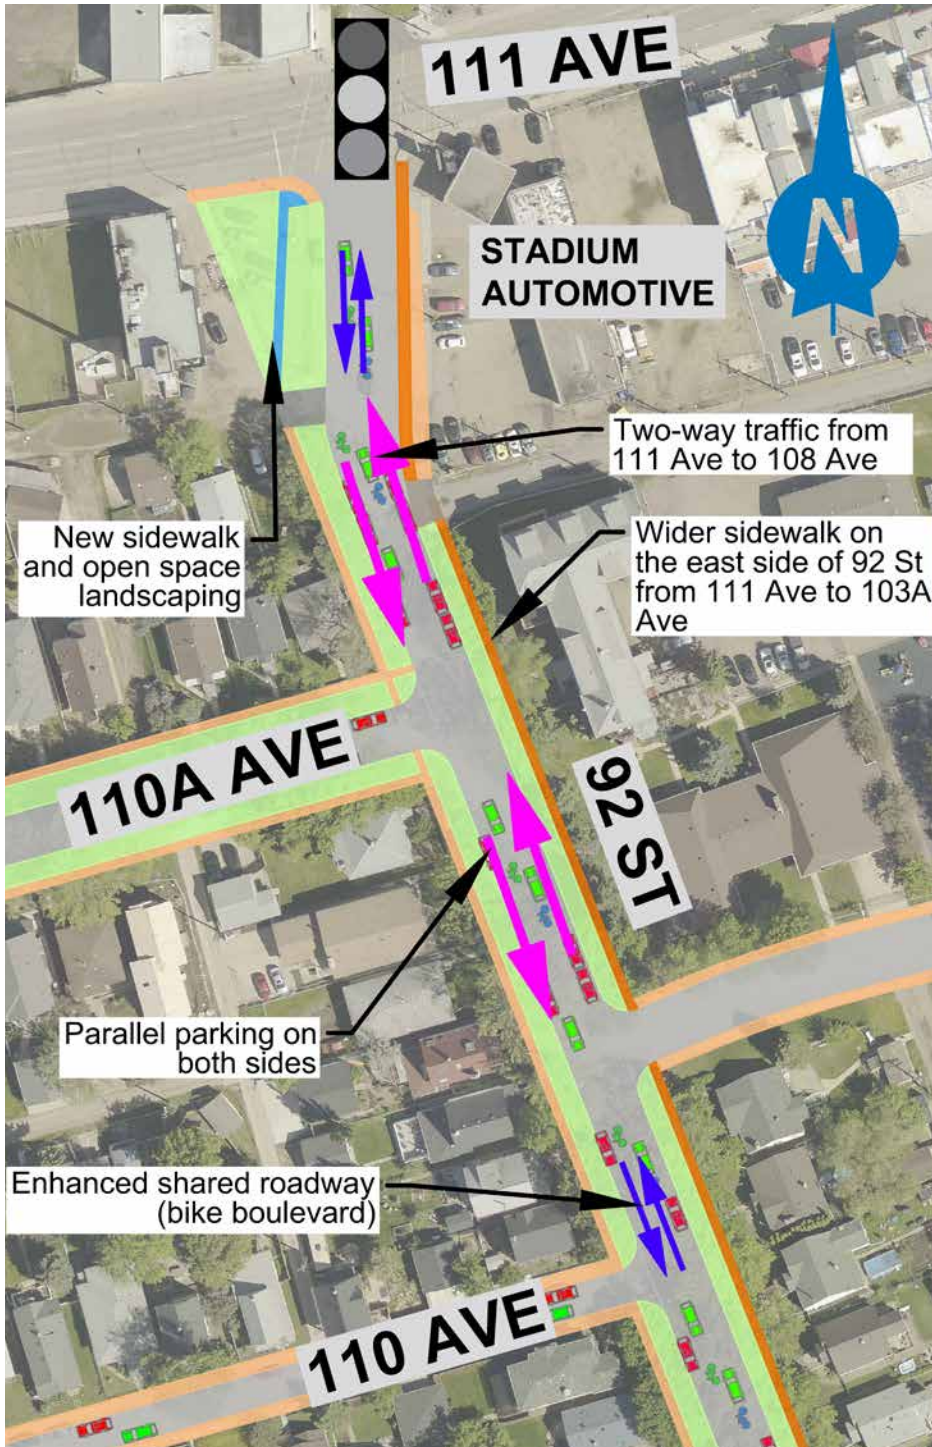 111 AVE
N
STADIUM
AUTOMOTIVE
Two-way traffic from
111 Ave to 108 Ave
New sidewalk
and open space
landscaping
Wider sidewalk on
the east side of 92 St
from 111 Ave to 103A
Ave
110A AVE
92 ST
Parallel parking on
both sides
Enhanced shared roadway
(bike boulevard)
110 AVE